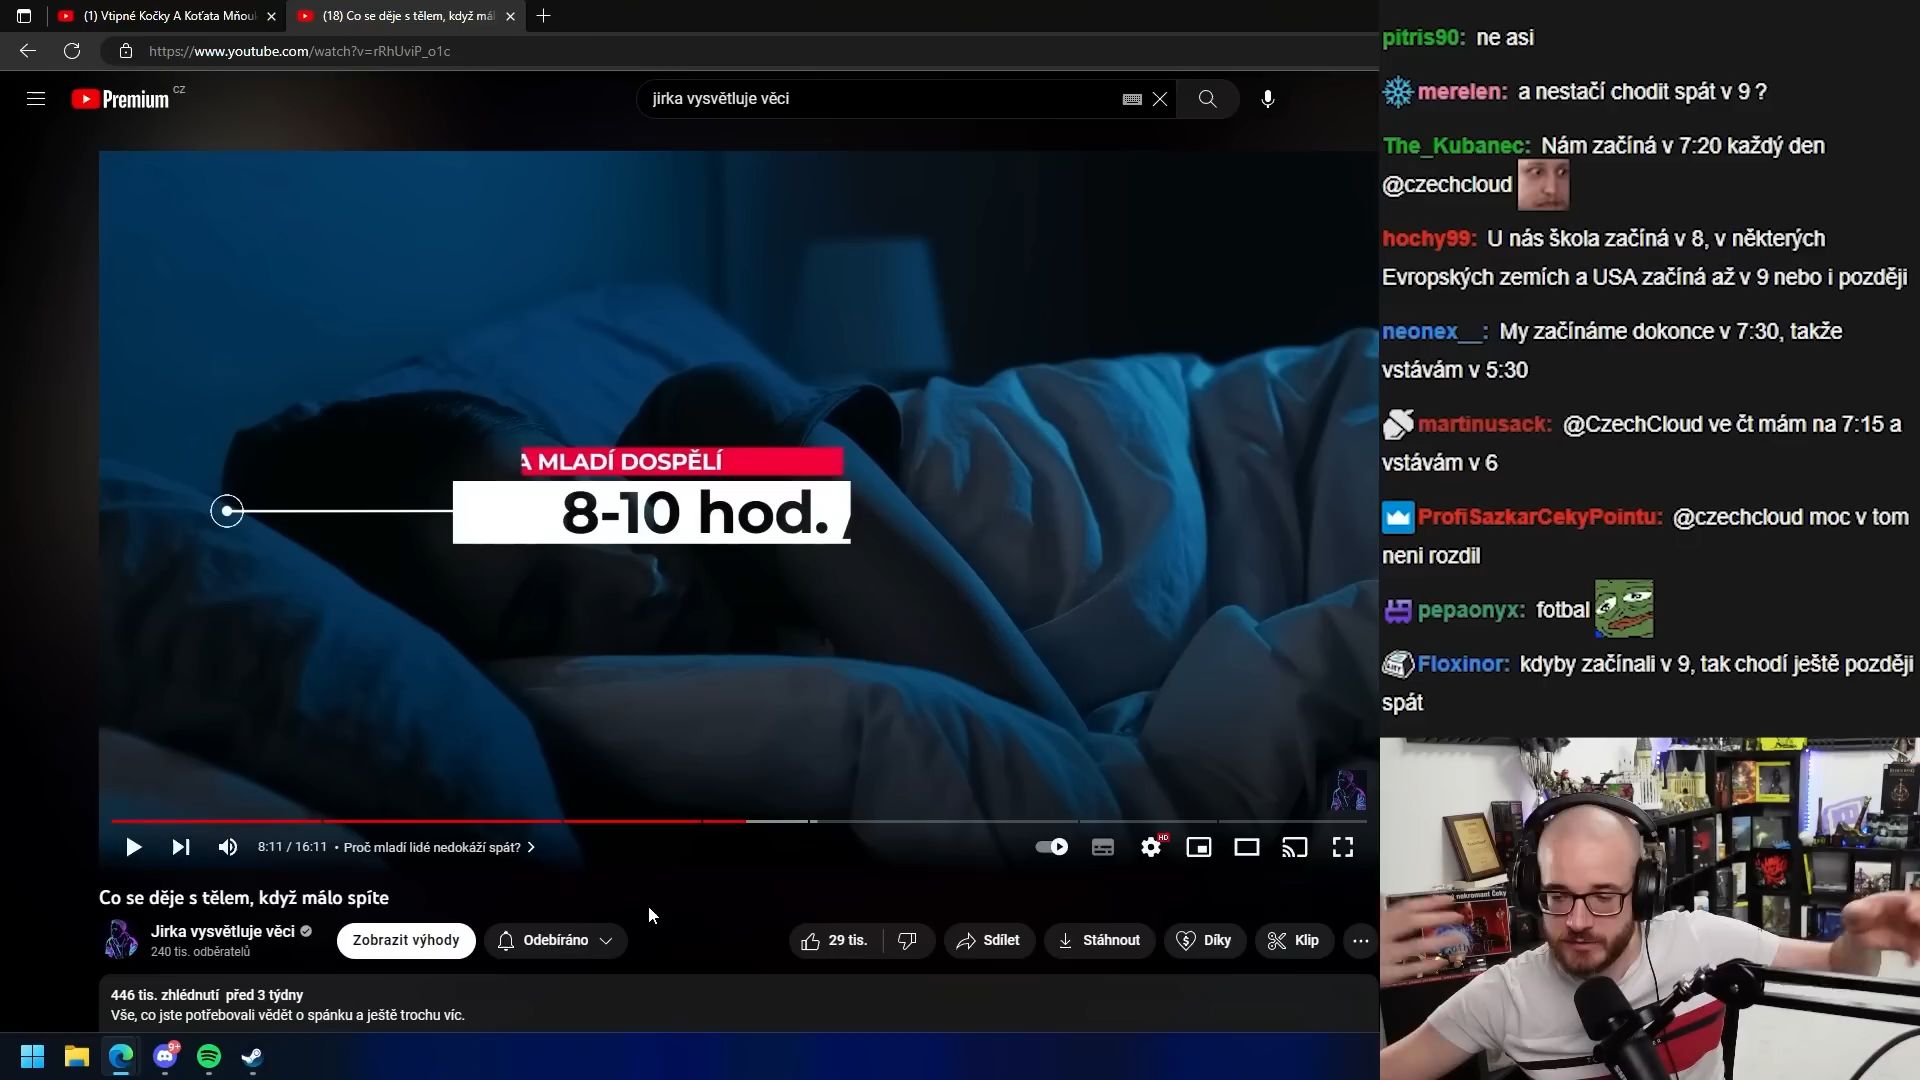 (1) Vtipné Kočky A Koťata Mňouk
(18) Co se děje s tělem, když mál
https://www.youtube.com/watch?v=rRhUviP_o1c
Premium CZ
jirka vysvětluje věci
A MLADÍ DOSPĚLÍ
8-10 hod.
8:11 / 16:11 • Proč mladí lidé nedokáží spát?
HD
Co se děje s tělem, když málo spíte
Jirka vysvětluje věci
240 tis. odběratelů
Zobrazit výhody
Odebíráno
29 tis.
Sdílet
Stáhnout
Díky
Klip
446 tis. zhlédnutí před 3 týdny
Vše, co jste potřebovali vědět o spánku a ještě trochu víc.
9+
pitris90: ne asi
merelen: a nestačí chodit spát v 9 ?
The_Kubanec: Nám začíná v 7:20 každý den
@czechcloud
hochy99: U nás škola začíná v 8, v některých
Evropských zemích a USA začíná až v 9 nebo i později
neonex__: My začínáme dokonce v 7:30, takže
vstávám v 5:30
martinusack: @CzechCloud ve čt mám na 7:15 a
vstávám v 6
ProfiSazkarCekyPointu: @czechcloud moc v tom
neni rozdil
pepaonyx: fotbal
Floxinor: kdyby začínali v 9, tak chodí ještě později
spát